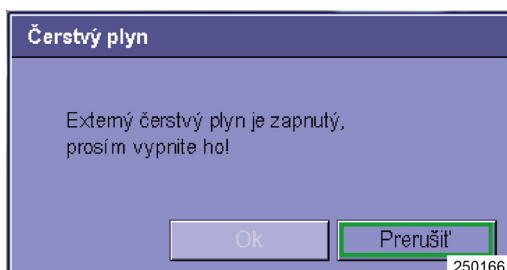 Čerstvý plyn
Externý čerstvý plyn je zapnutý,
prosím vypnite ho!
Ok
Prerušiť
250166